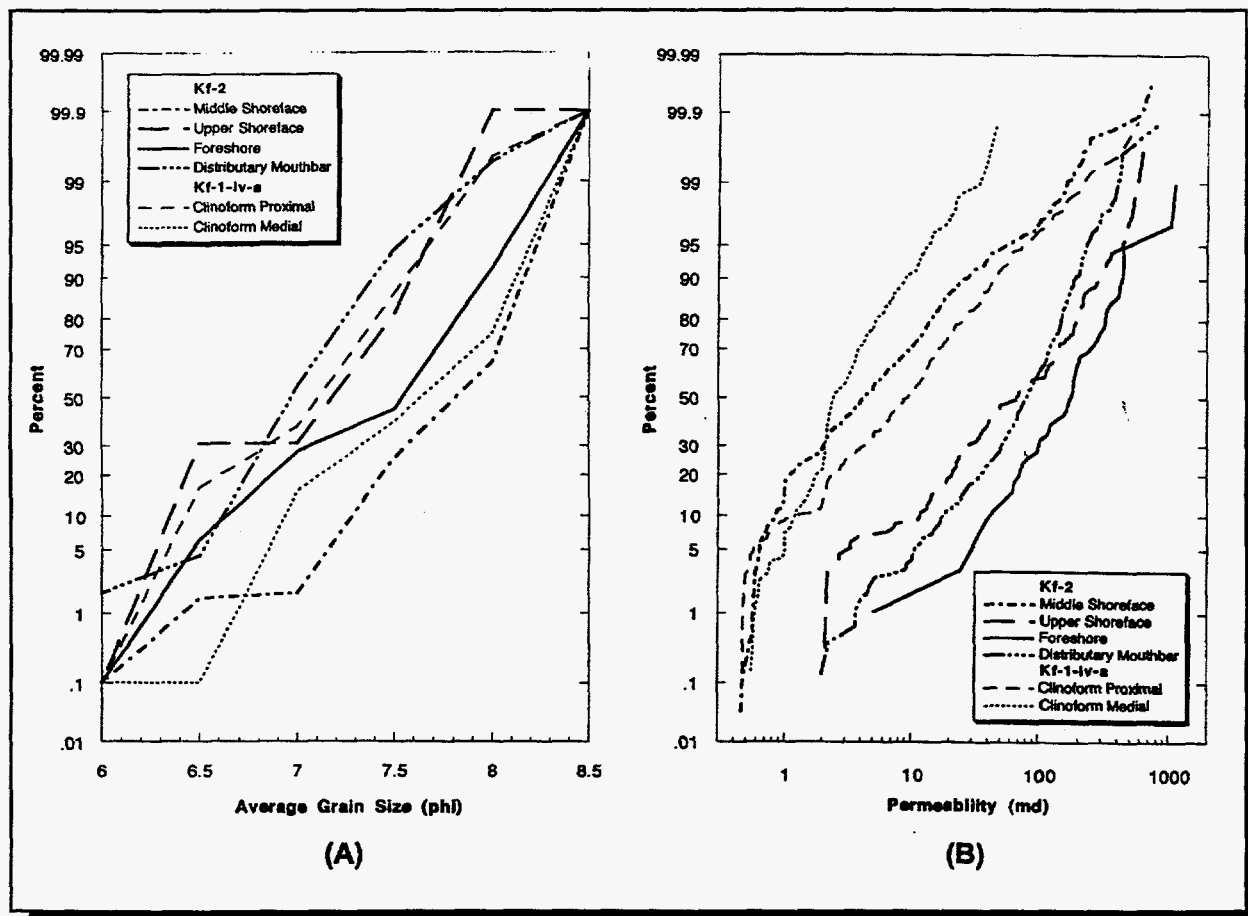 99.99
99.9
99
95
90
80
70
50
30
20
10
5
1
.1
.01
Percent
Kf-2
Middle Shoreface
Upper Shoreface
Foreshore
Distributary Mouthbar
Kf-1-iv-a
Clinoform Proximal
Clinoform Medial
6 6.5 7 7.5 8 8.5
Average Grain Size (phi)
(A)
99.99
99.9
99
95
90
80
70
50
30
20
10
5
1
.1
.01
Percent
Kf-2
Middle Shoreface
Upper Shoreface
Foreshore
Distributary Mouthbar
Kf-1-iv-a
Clinoform Proximal
Clinoform Medial
1 10 100 1000
Permeability (md)
(B)